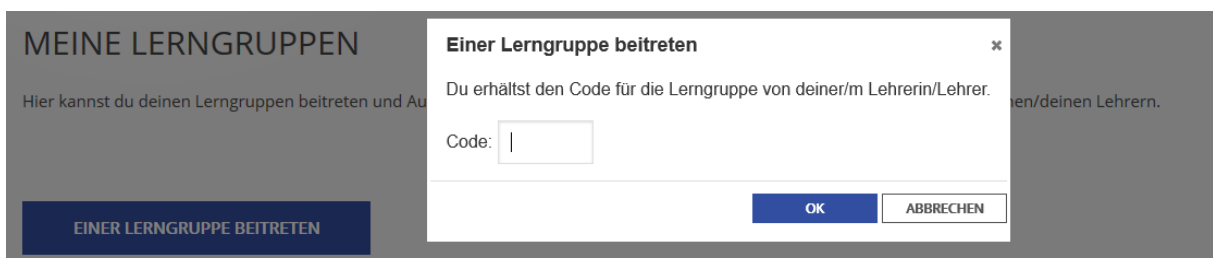 MEINE LERNGRUPPEN
Hier kannst du deinen Lerngruppen beitreten und Au
en/deinen Lehrern.
EINER LERNGRUPPE BEITRETEN
Einer Lerngruppe beitreten
×
Du erhältst den Code für die Lerngruppe von deiner/m Lehrerin/Lehrer.
Code:
OK ABBRECHEN